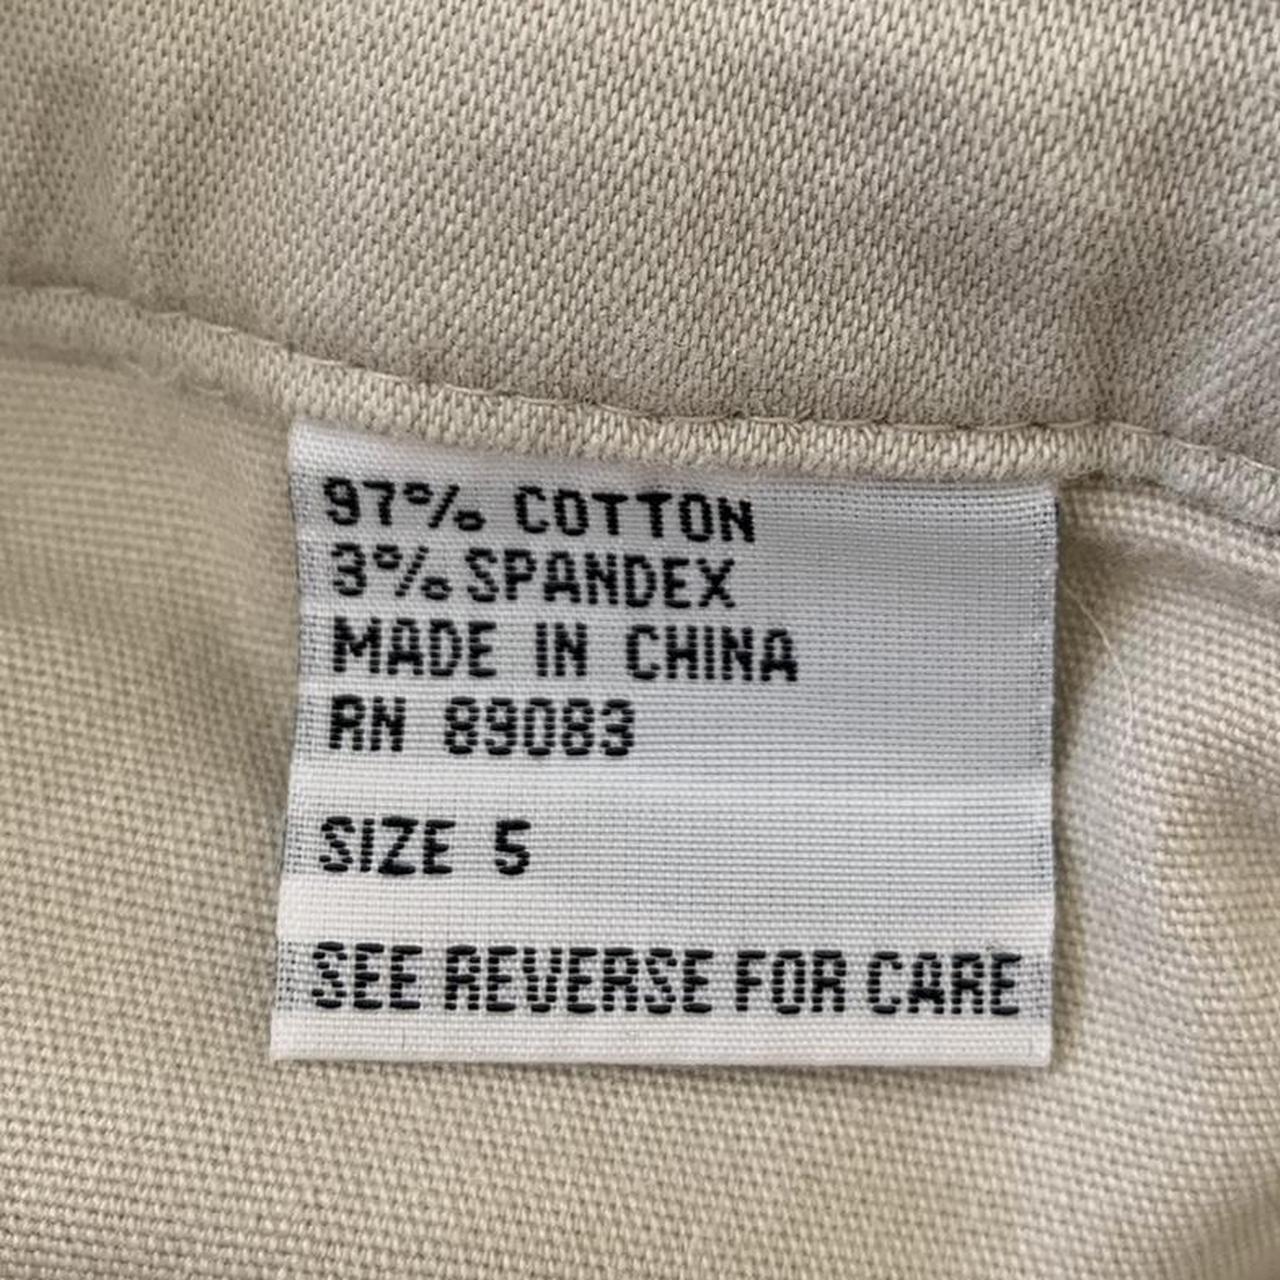 97% COTTON
3% SPANDEX
MADE IN CHINA
RN 89083
SIZE 5
SEE REVERSE FOR CARE